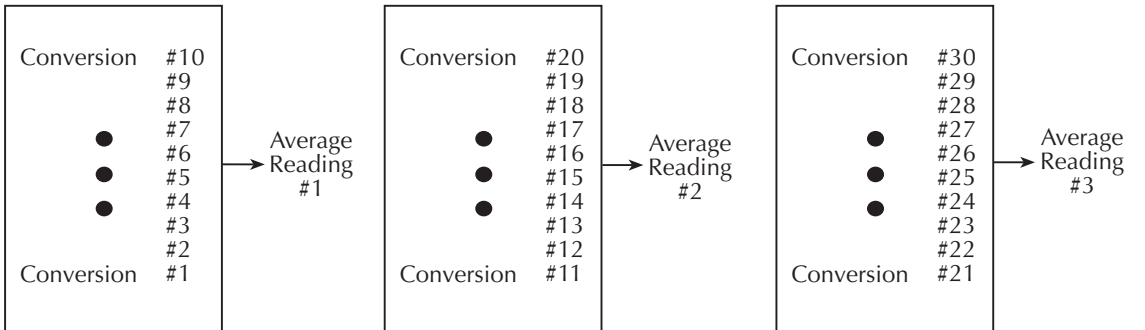 Conversion #10
#9
#8
#7
#6
#5
#4
#3
#2
Conversion #1
Average
Reading
#1
Conversion #20
#19
#18
#17
#16
#15
#14
#13
#12
Conversion #11
Average
Reading
#2
Conversion #30
#29
#28
#27
#26
#25
#24
#23
#22
Conversion #21
Average
Reading
#3